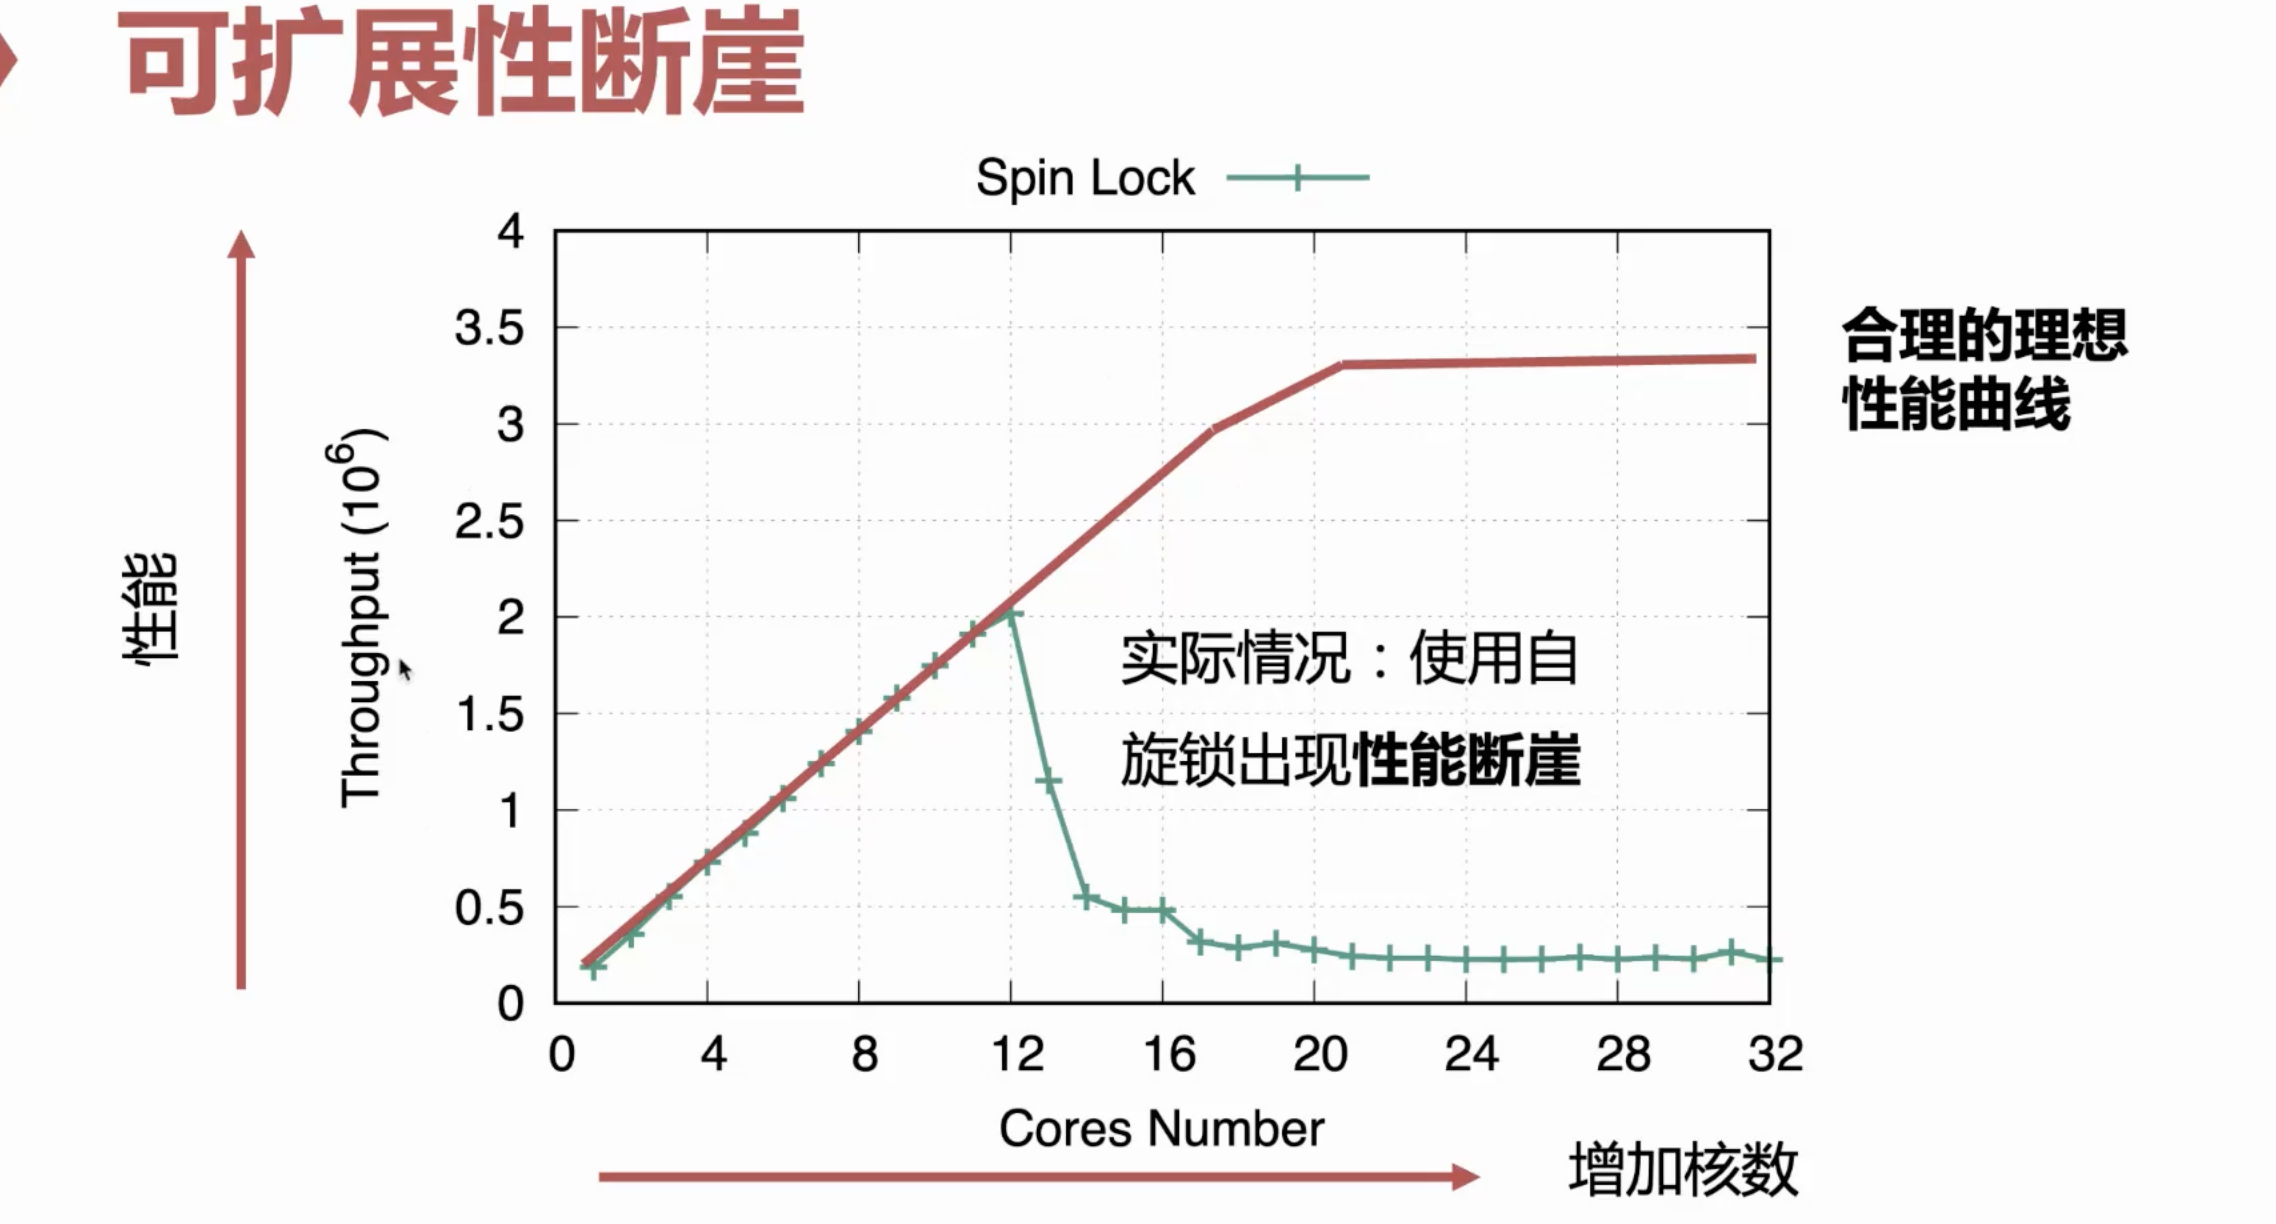 可扩展性断崖
Spin Lock
4
3.5
3
2.5
2
1.5
1
0.5
0
性能
Throughput (10⁶)
合理的理想
性能曲线
实际情况：使用自
旋锁出现性能断崖
0 4 8 12 16 20 24 28 32
Cores Number
增加核数